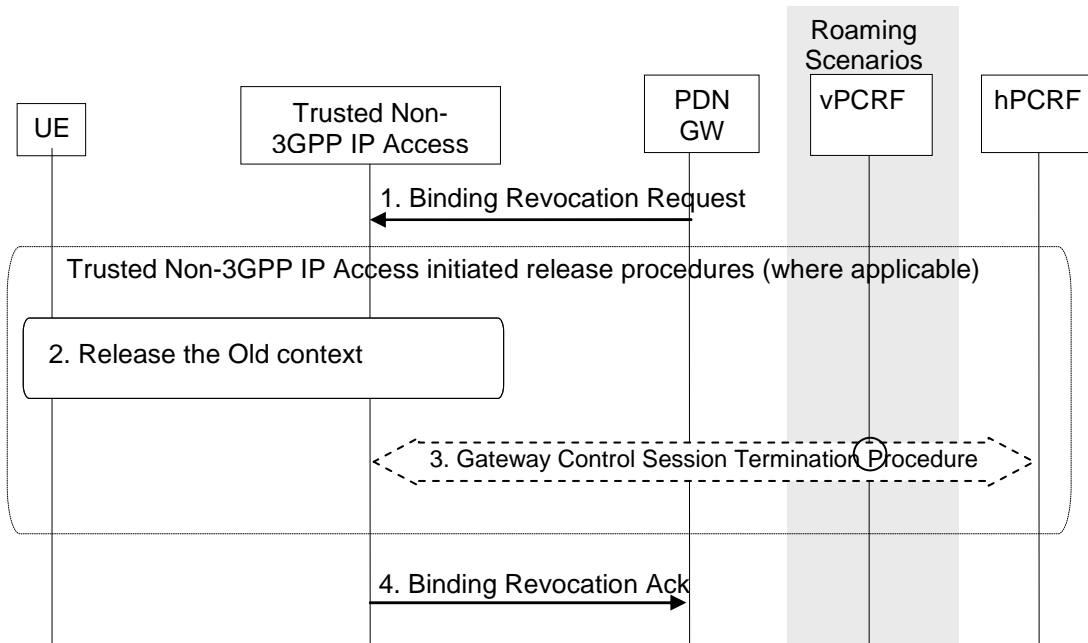 Roaming
Scenarios
UE
Trusted Non-
3GPP IP Access
PDN
GW
vPCRF
hPCRF
1. Binding Revocation Request
Trusted Non-3GPP IP Access initiated release procedures (where applicable)
2. Release the Old context
3. Gateway Control Session Termination Procedure
4. Binding Revocation Ack